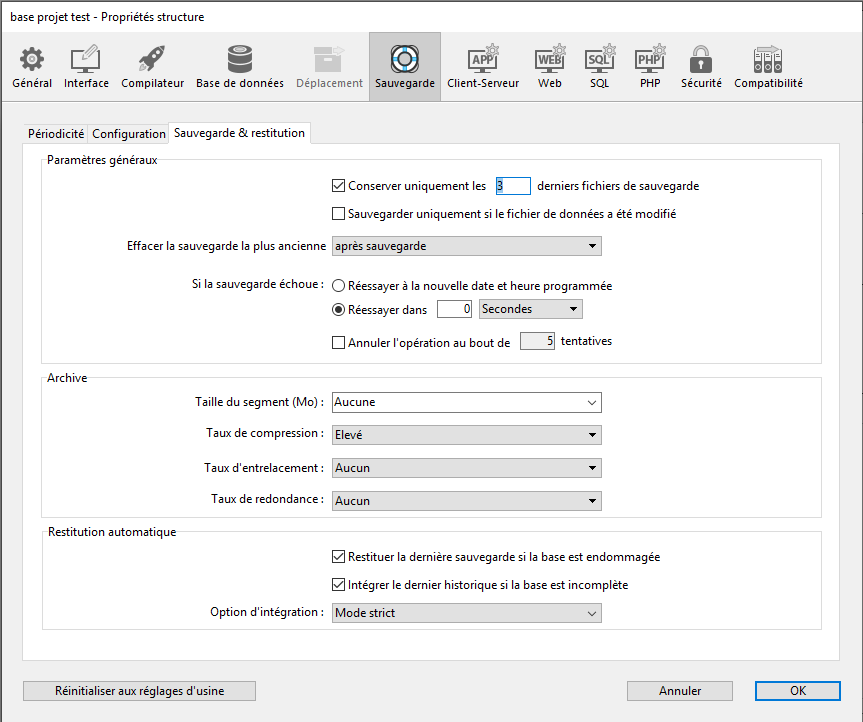 base projet test - Propriétés structure
APP WEB SQL PHP
Général Interface Compilateur Base de données Déplacement Sauvegarde Client-Serveur Web SQL PHP Sécurité Compatibilité
Périodicité Configuration Sauvegarde & restitution
Paramètres généraux
Conserver uniquement les 3 derniers fichiers de sauvegarde
Sauvegarder uniquement si le fichier de données a été modifié
Effacer la sauvegarde la plus ancienne après sauvegarde
Si la sauvegarde échoue : Réessayer à la nouvelle date et heure programmée
Réessayer dans 0 Secondes
Annuler l'opération au bout de 5 tentatives
Archive
Taille du segment (Mo) : Aucune
Taux de compression : Elevé
Taux d'entrelacement : Aucun
Taux de redondance : Aucun
Restitution automatique
Restituer la dernière sauvegarde si la base est endommagée
Intégrer le dernier historique si la base est incomplète
Option d'intégration : Mode strict
Réinitialiser aux réglages d'usine Annuler OK